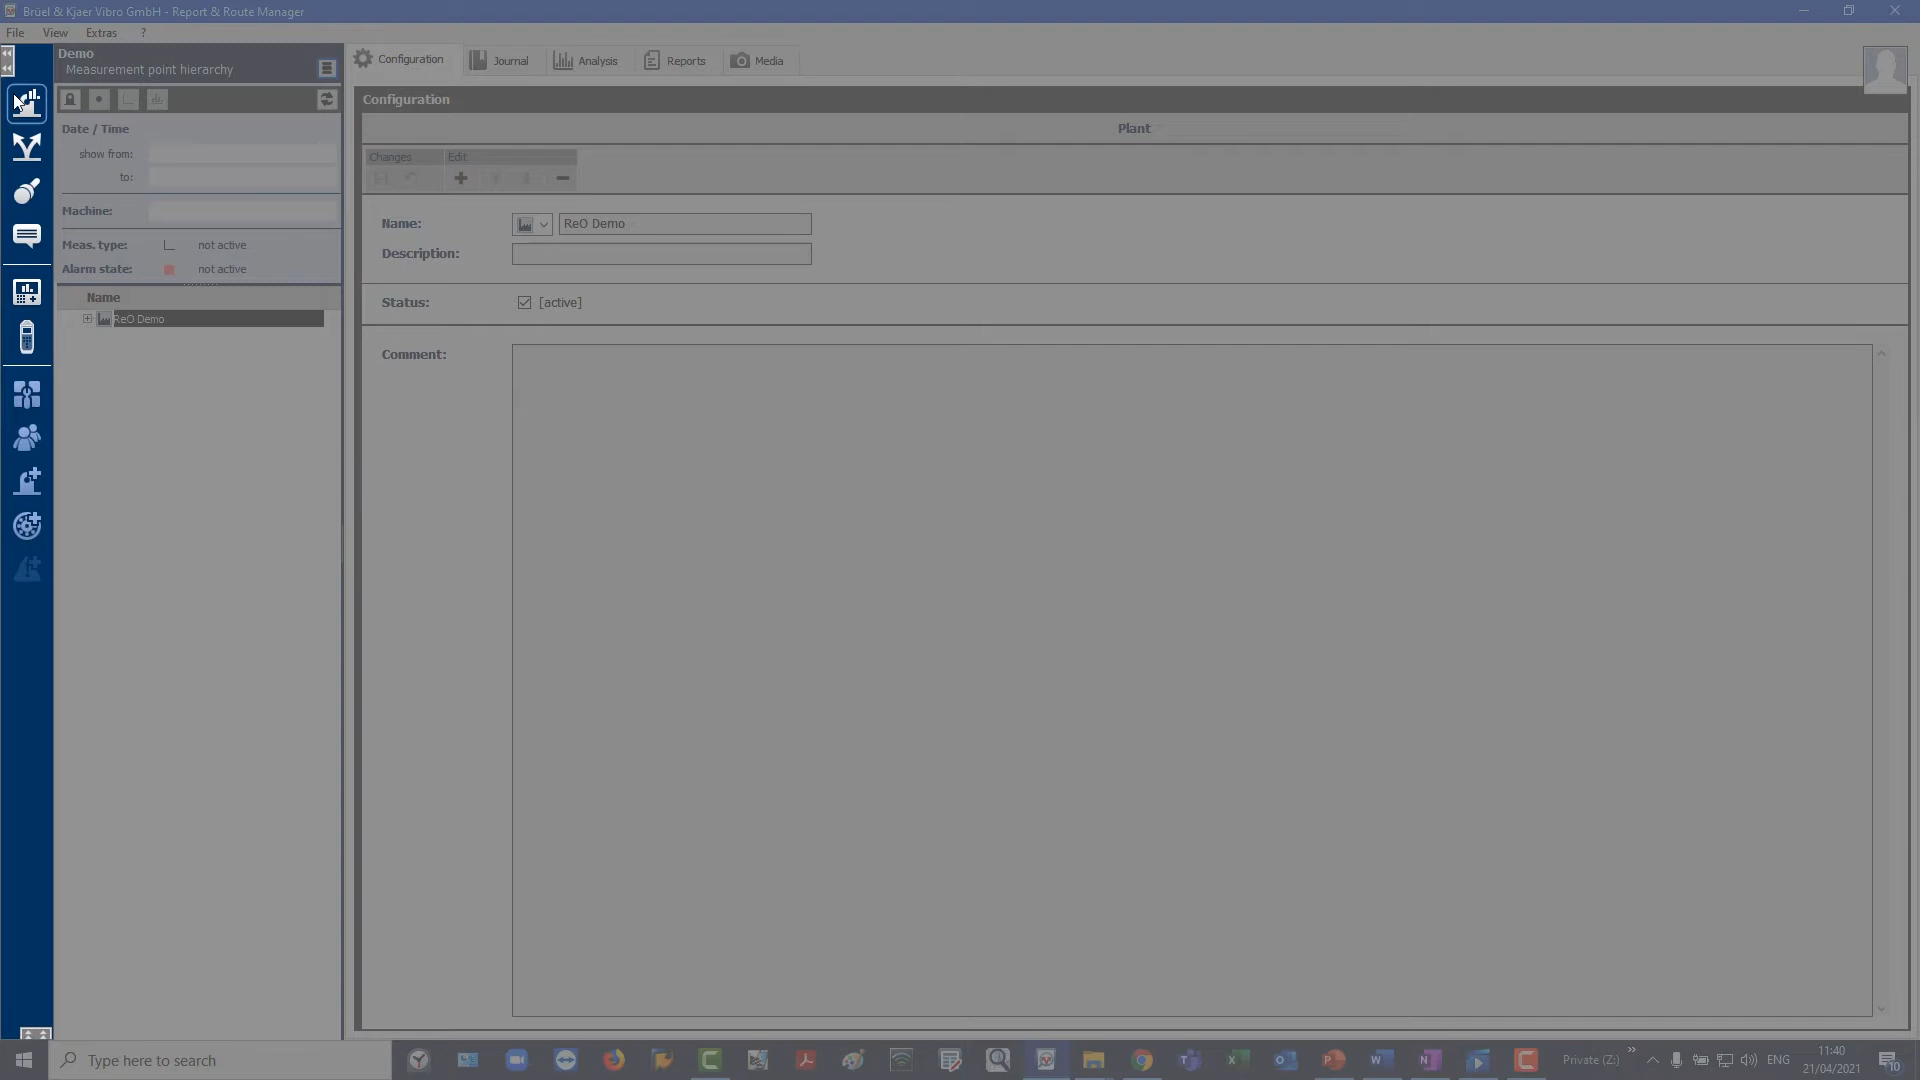 Brüel & Kjaer Vibro GmbH - Report & Route Manager
File View Extras ?
Demo
Measurement point hierarchy
Configuration Journal Analysis Reports Media
Configuration
Plant
Date / Time
show from:
to:
Machine:
Meas. type: not active
Alarm state: not active
Name
ReO Demo
Changes Edit
Name: ReO Demo
Description:
Status: [active]
Comment:
Type here to search
Private (Z:) ENG
11:40
21/04/2021
10